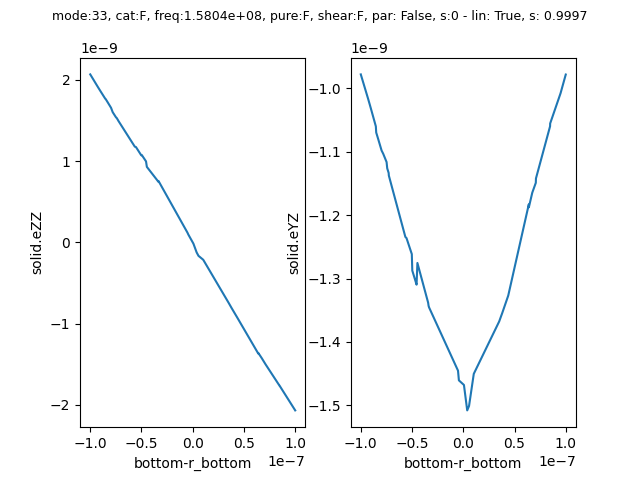 mode:33, cat:F, freq:1.5804e+08, pure:F, shear:F, par: False, s:0 - lin: True, s: 0.9997
1e−9
2
1
0
−1
−2
solid.eZZ
−1.0 −0.5 0.0 0.5 1.0
bottom-r_bottom 1e−7
1e−9
−1.0
−1.1
−1.2
−1.3
−1.4
−1.5
solid.eYZ
−1.0 −0.5 0.0 0.5 1.0
bottom-r_bottom 1e−7